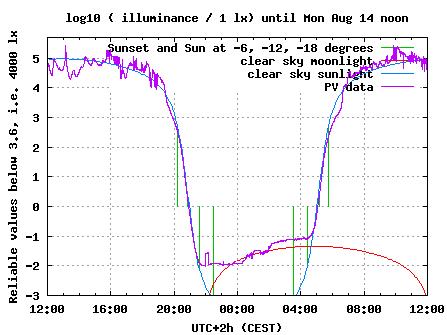 log10 ( illuminance / 1 lx) until Mon Aug 14 noon
Sunset and Sun at -6, -12, -18 degrees
clear sky moonlight
clear sky sunlight
PV data
Reliable values below 3.6, i.e. 4000 lx
5
4
3
2
1
0
-1
-2
-3
12:00 16:00 20:00 00:00 04:00 08:00 12:00
UTC+2h (CEST)